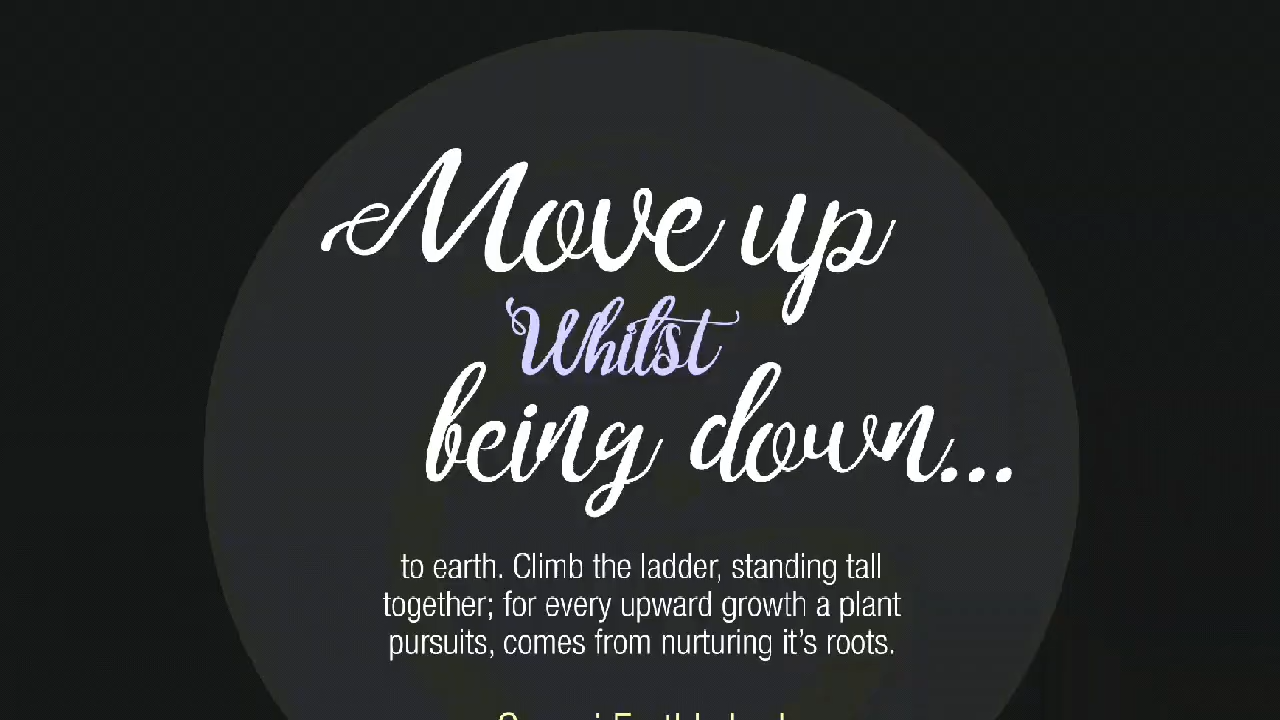 Move up
Whilst
being down...
to earth. Climb the ladder, standing tall
together; for every upward growth a plant
pursuits, comes from nurturing it's roots.